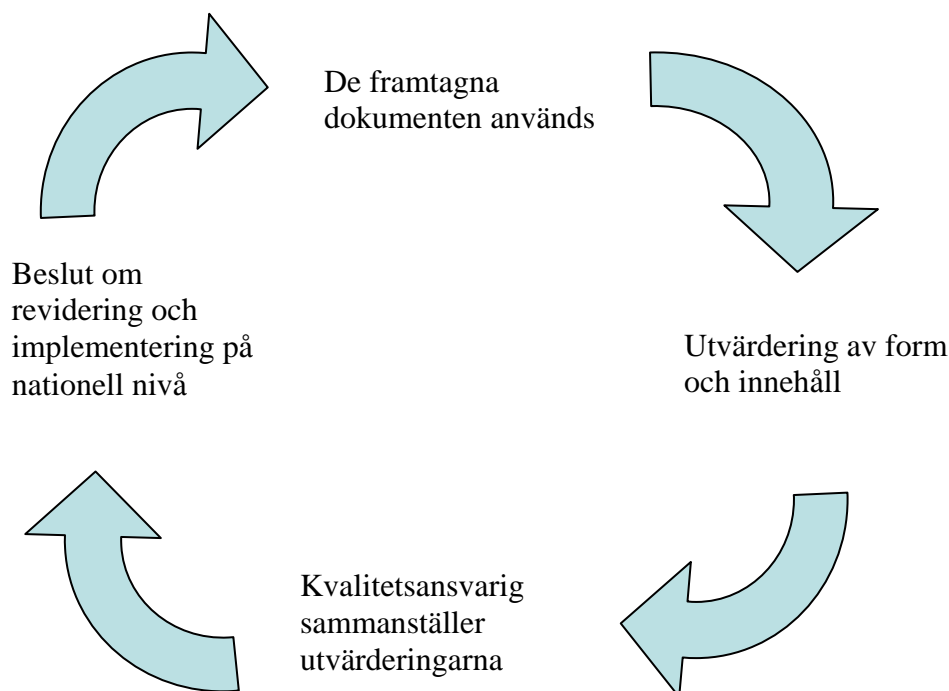 De framtagna
dokumenten används
Utvärdering av form
och innehåll
Kvalitetsansvarig
sammanställer
utvärderingarna
Beslut om
revidering och
implementering på
nationell nivå